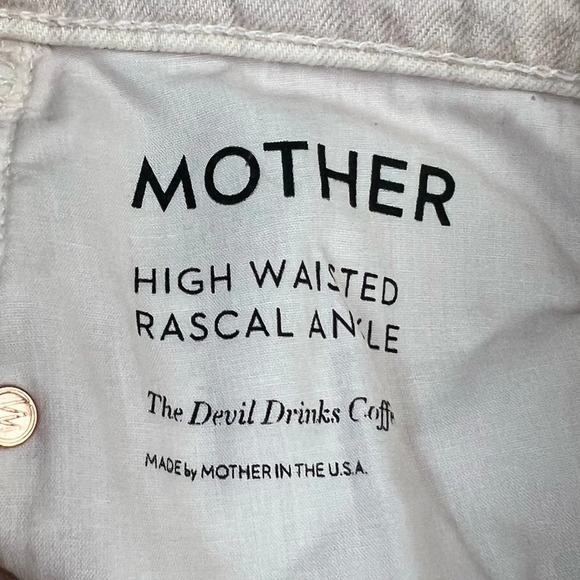 MOTHER
HIGH WAISTED
RASCAL ANKLE
The Devil Drinks Coff
MADE by MOTHER IN THE U.S.A.